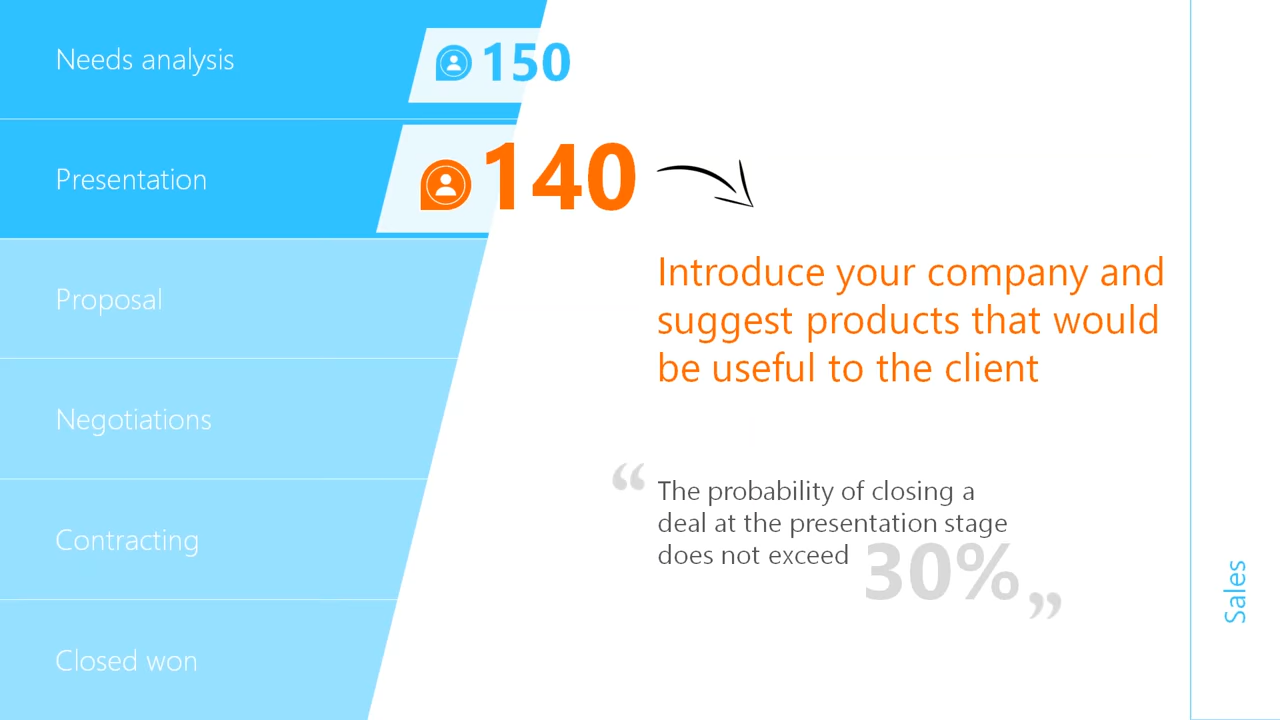 Needs analysis
150
Presentation
140
Introduce your company and
suggest products that would
be useful to the client
Proposal
Negotiations
“The probability of closing a
deal at the presentation stage
does not exceed 30%”
Contracting
Closed won
Sales